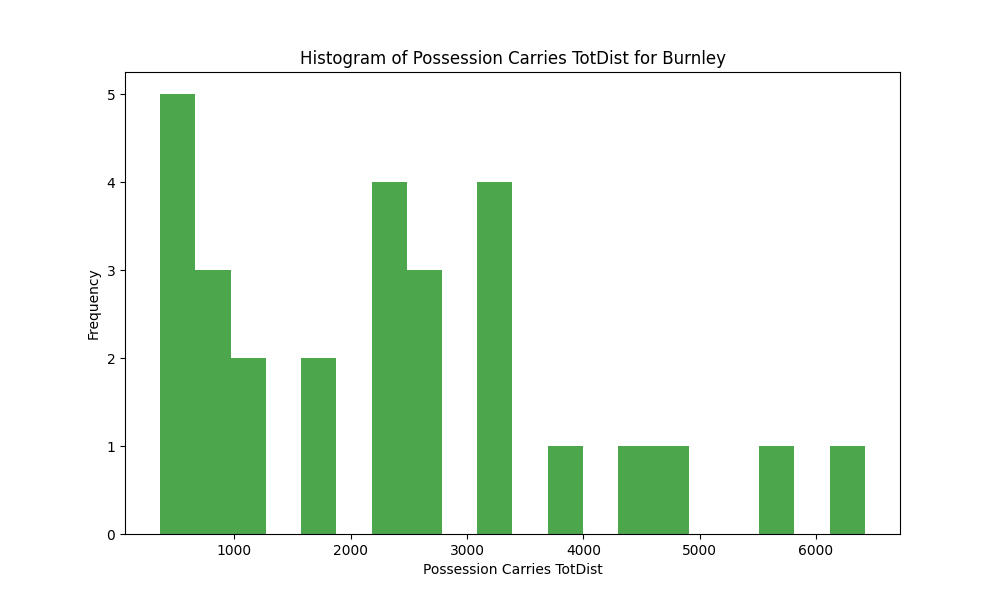 Histogram of Possession Carries TotDist for Burnley
5
4
3
2
1
0
Frequency
1000 2000 3000 4000 5000 6000
Possession Carries TotDist